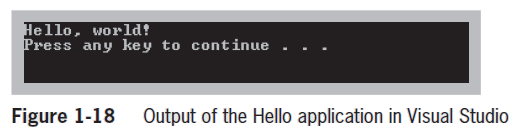 Hello, world!
Press any key to continue . . .
Figure 1-18 Output of the Hello application in Visual Studio